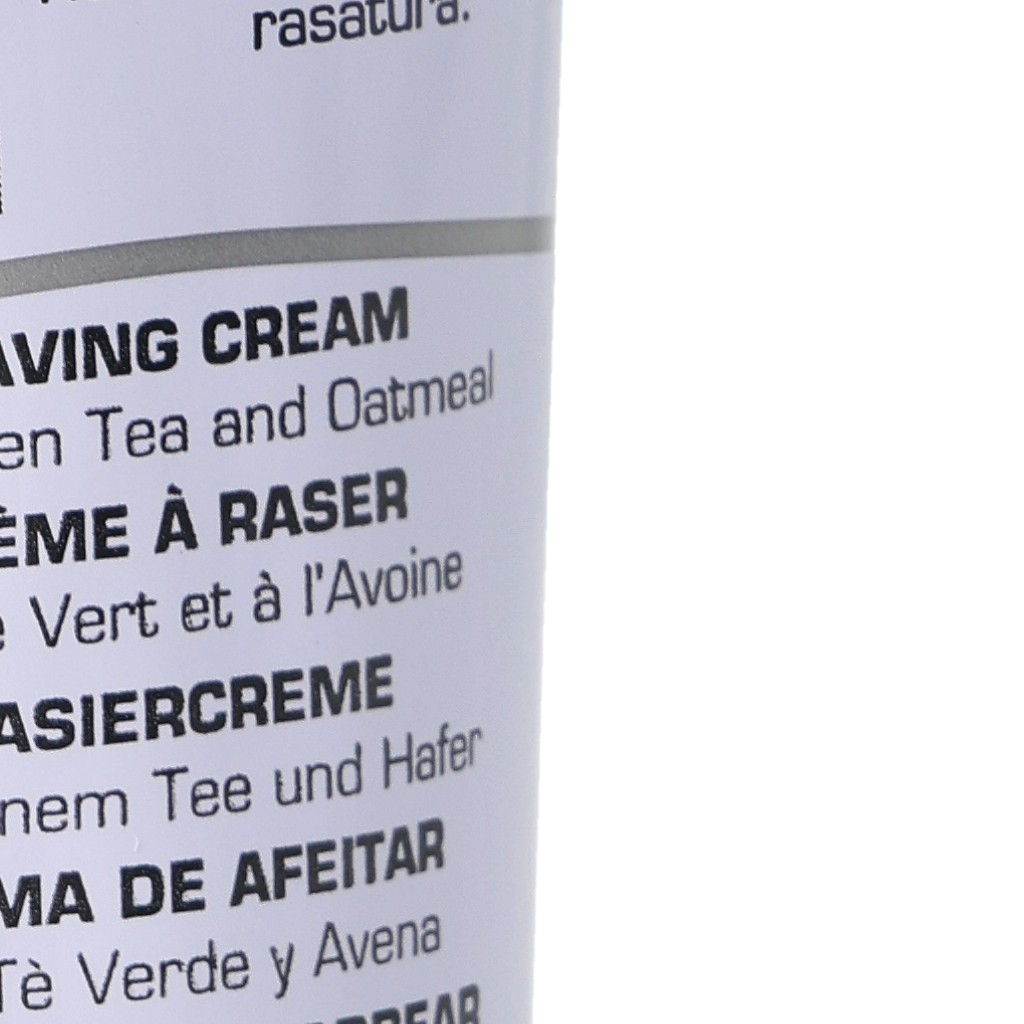 rasatura.
AVING CREAM
en Tea and Oatmeal
ÈME À RASER
e Vert et à l'Avoine
ASIERCREME
nem Tee und Hafer
MA DE AFEITAR
Tè Verde y Avena